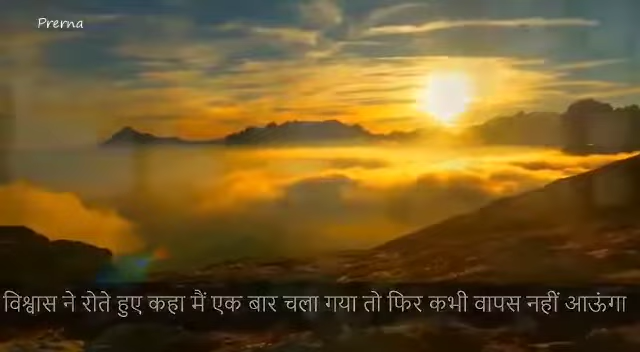 Prerna
विश्वास ने रोते हुए कहा मैं एक बार चला गया तो फिर कभी वापस नहीं आऊंगा